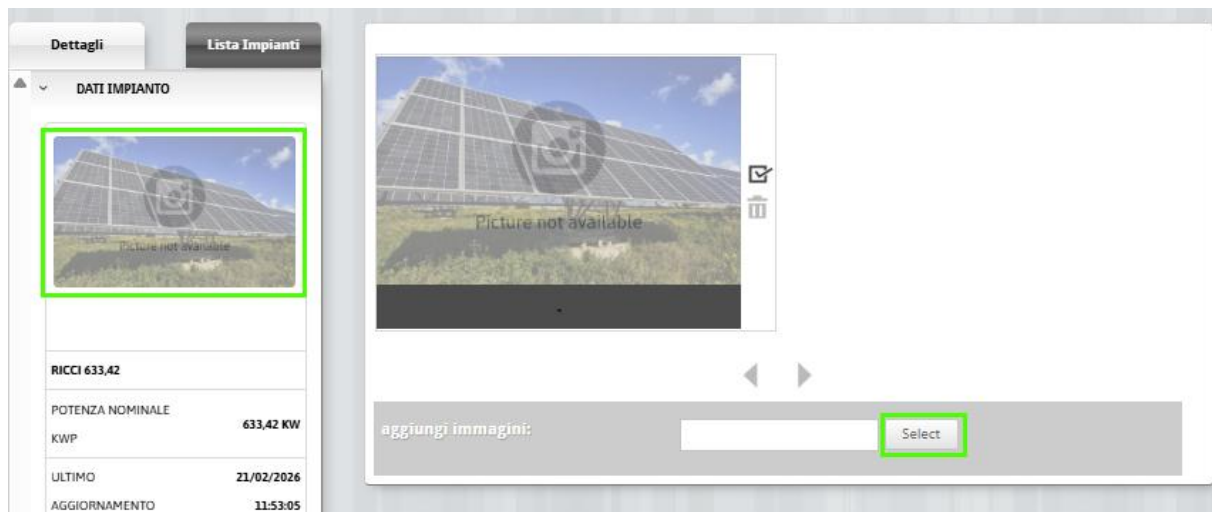 Dettagli
Lista Impianti
DATI IMPIANTO
Picture not available
RICCI 633,42
POTENZA NOMINALE KWP
633,42 KW
ULTIMO AGGIORNAMENTO
21/02/2026 11:53:05
Picture not available
-
aggiungi immagini:
Select